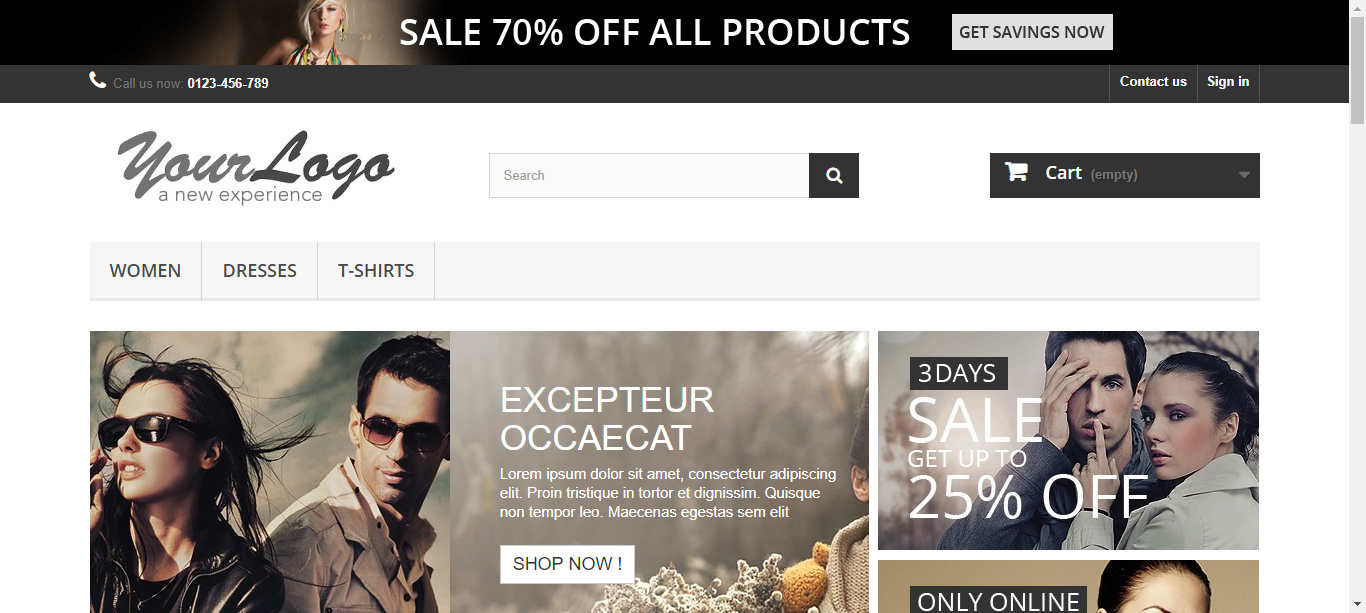 SALE 70% OFF ALL PRODUCTS
GET SAVINGS NOW
Call us now: 0123-456-789
Contact us
Sign in
YourLogo
a new experience
Search
Cart (empty)
WOMEN
DRESSES
T-SHIRTS
EXCEPTEUR
OCCAECAT
Lorem ipsum dolor sit amet, consectetur adipiscing
elit. Proin tristique in tortor et dignissim. Quisque
non tempor leo. Maecenas egestas sem elit
SHOP NOW !
3 DAYS
SALE
GET UP TO
25% OFF
ONLY ONLINE